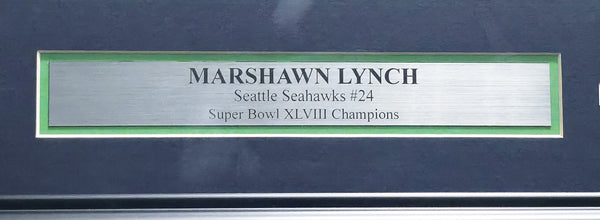 MARSHAWN LYNCH
Seattle Seahawks #24
Super Bowl XLVIII Champions